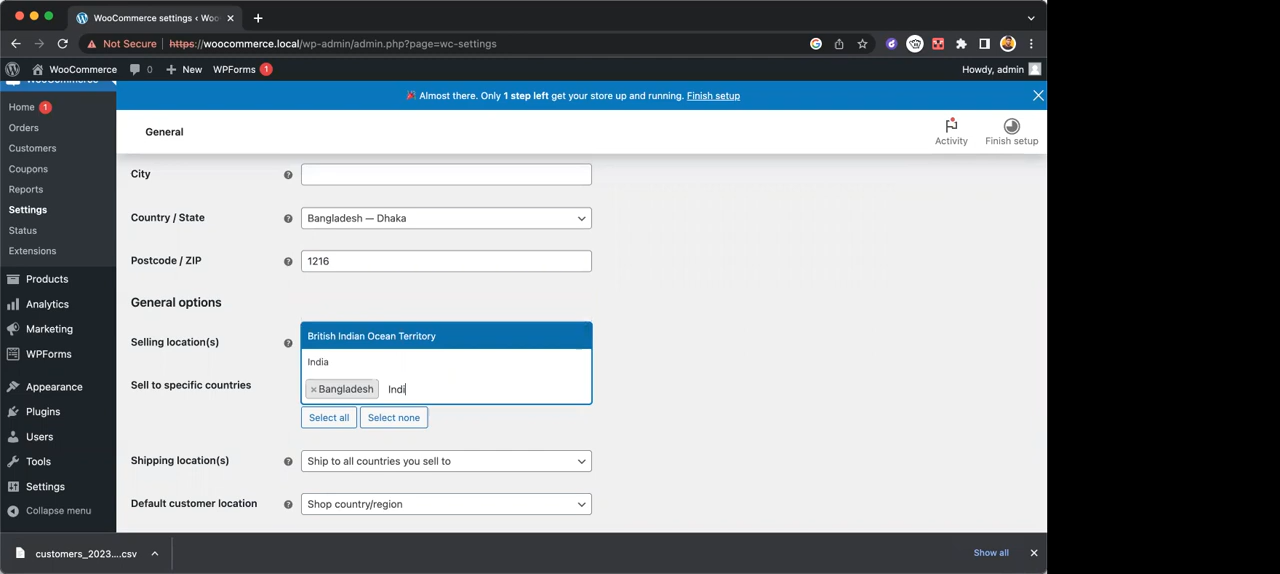 WooCommerce settings ‹ Woo
Not Secure https://woocommerce.local/wp-admin/admin.php?page=wc-settings
WooCommerce 0 New WPForms 1 Howdy, admin
WooCommerce
Almost there. Only 1 step left get your store up and running. Finish setup
Home 1
Orders
Customers
Coupons
Reports
Settings
Status
Extensions
Products
Analytics
Marketing
WPForms
Appearance
Plugins
Users
Tools
Settings
Collapse menu
General
Activity
Finish setup
City
Country / State Bangladesh — Dhaka
Postcode / ZIP 1216
General options
Selling location(s)
British Indian Ocean Territory
India
Sell to specific countries
× Bangladesh Indi
Select all Select none
Shipping location(s) Ship to all countries you sell to
Default customer location Shop country/region
customers_2023....csv Show all